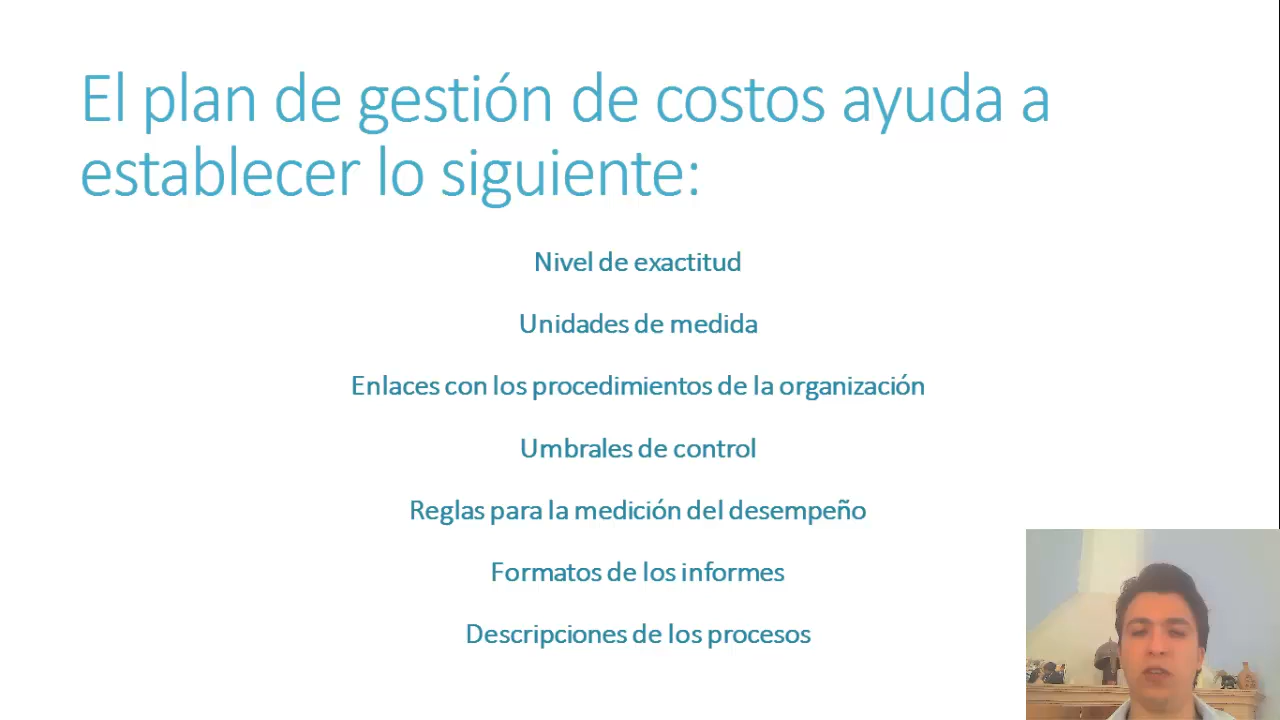 El plan de gestión de costos ayuda a
establecer lo siguiente:
Nivel de exactitud
Unidades de medida
Enlaces con los procedimientos de la organización
Umbrales de control
Reglas para la medición del desempeño
Formatos de los informes
Descripciones de los procesos